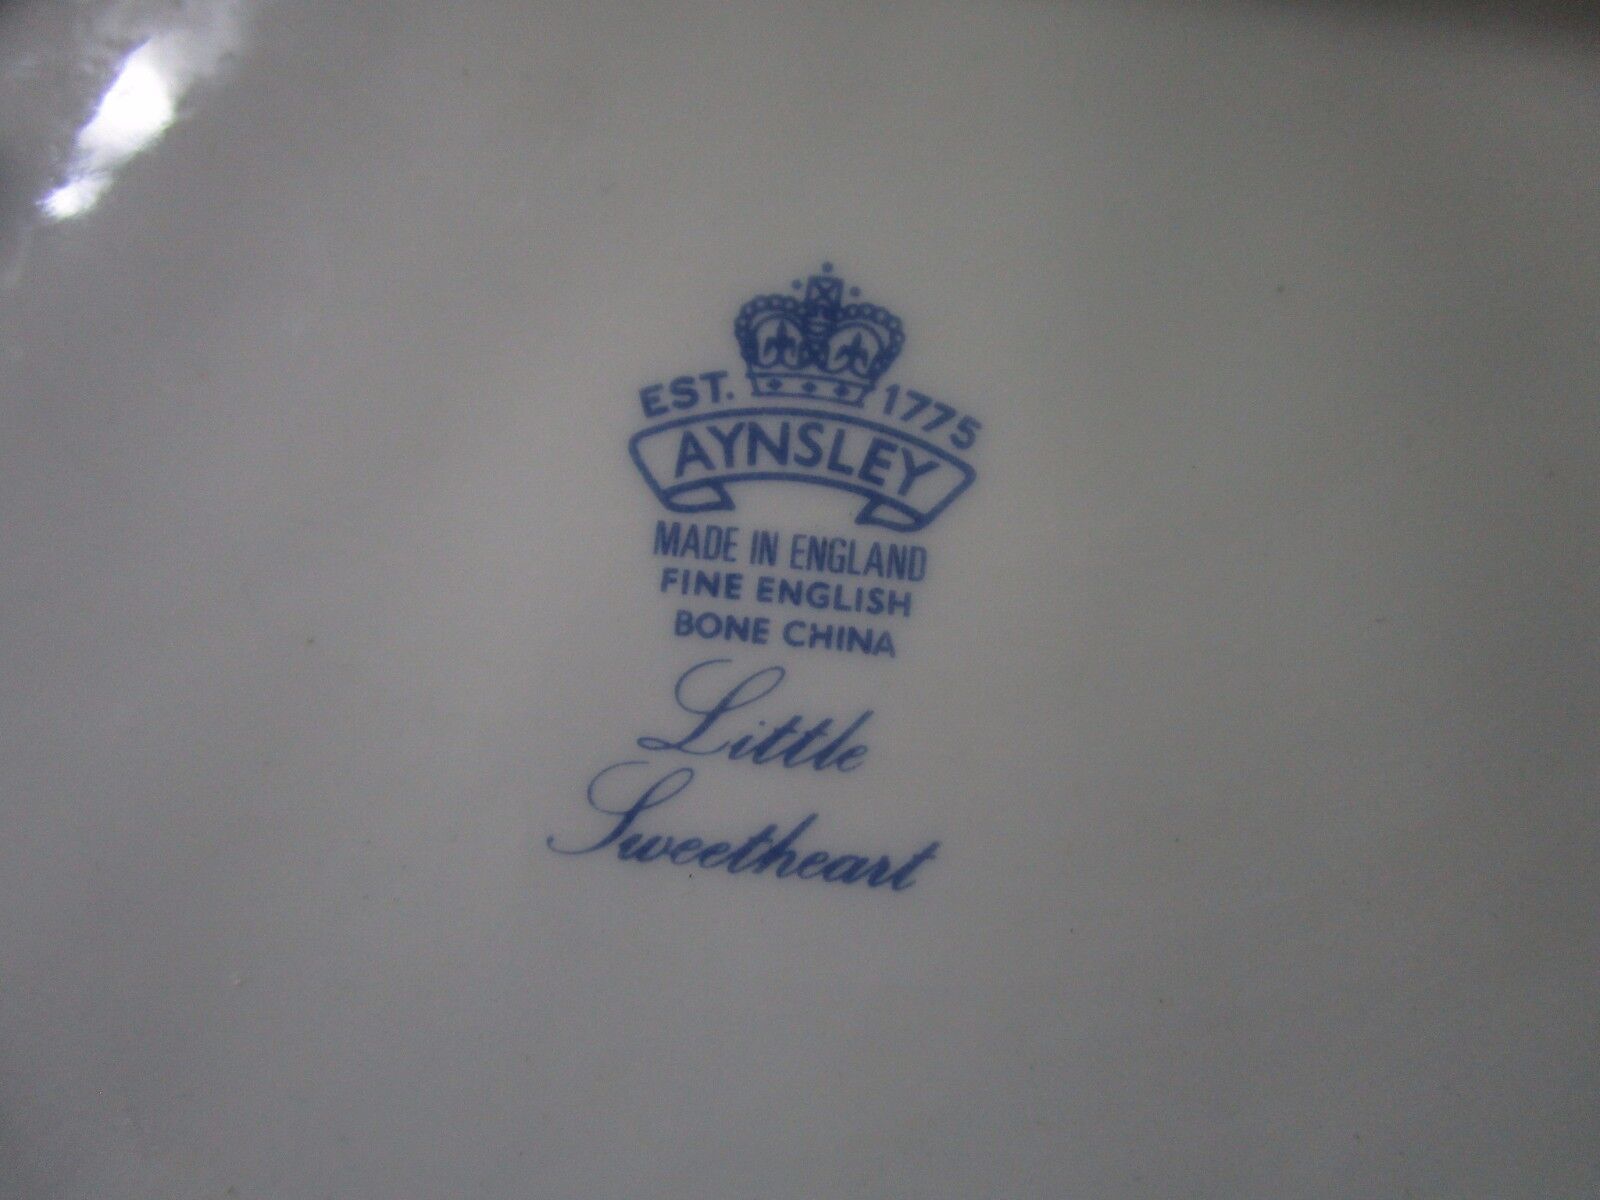 EST. 1775
AYNSLEY
MADE IN ENGLAND
FINE ENGLISH
BONE CHINA
Little
Sweetheart